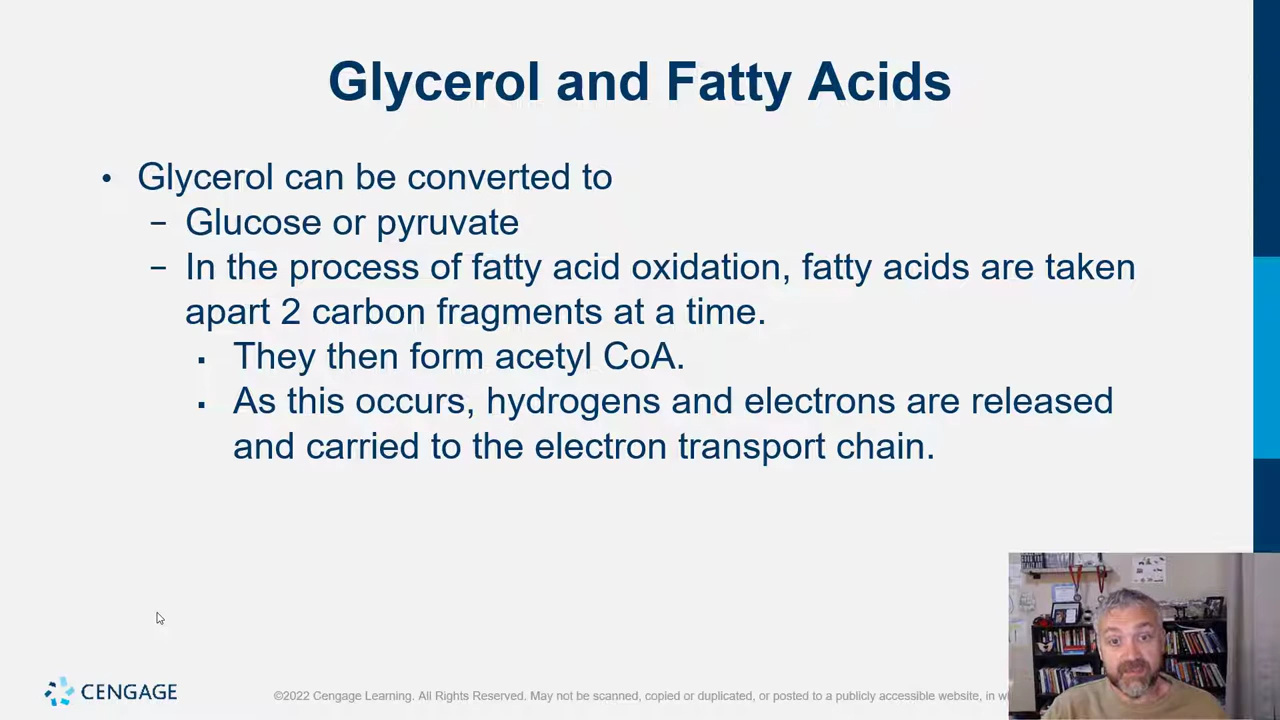 Glycerol and Fatty Acids
• Glycerol can be converted to
– Glucose or pyruvate
– In the process of fatty acid oxidation, fatty acids are taken
apart 2 carbon fragments at a time.
▪ They then form acetyl CoA.
▪ As this occurs, hydrogens and electrons are released
and carried to the electron transport chain.
CENGAGE
©2022 Cengage Learning. All Rights Reserved. May not be scanned, copied or duplicated, or posted to a publicly accessible website, in